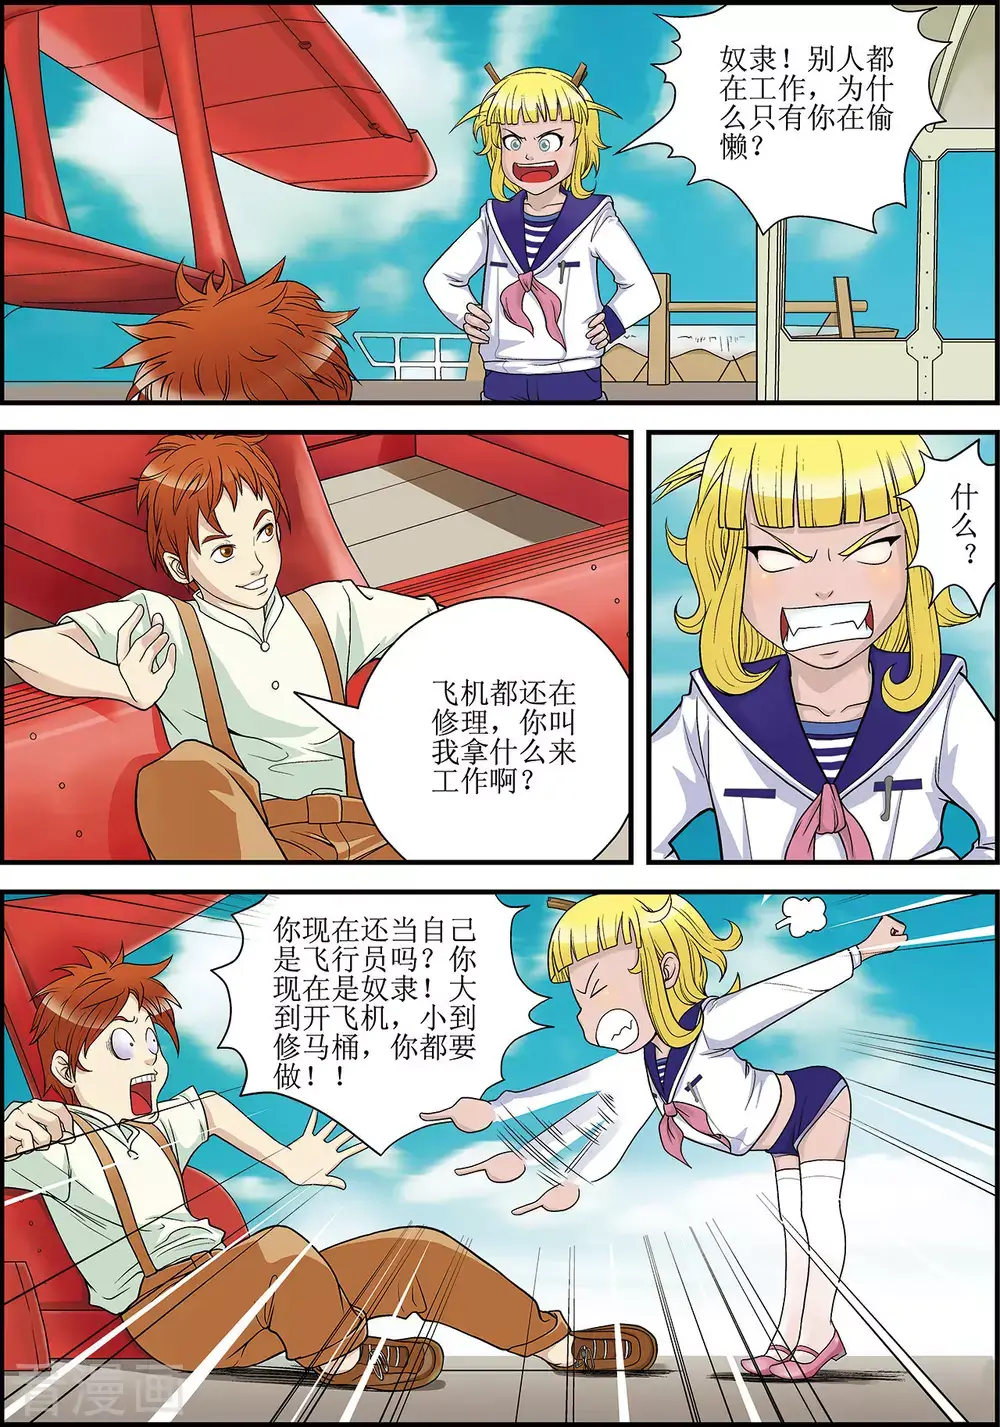 奴隶！别人都
在工作，为什
么只有你在偷
懒？
飞机都还在
修理，你叫
我拿什么来
工作啊？
什么？
你现在还当自己
是飞行员吗？你
现在是奴隶！大
到开飞机，小到
修马桶，你都要
做！！
看漫画